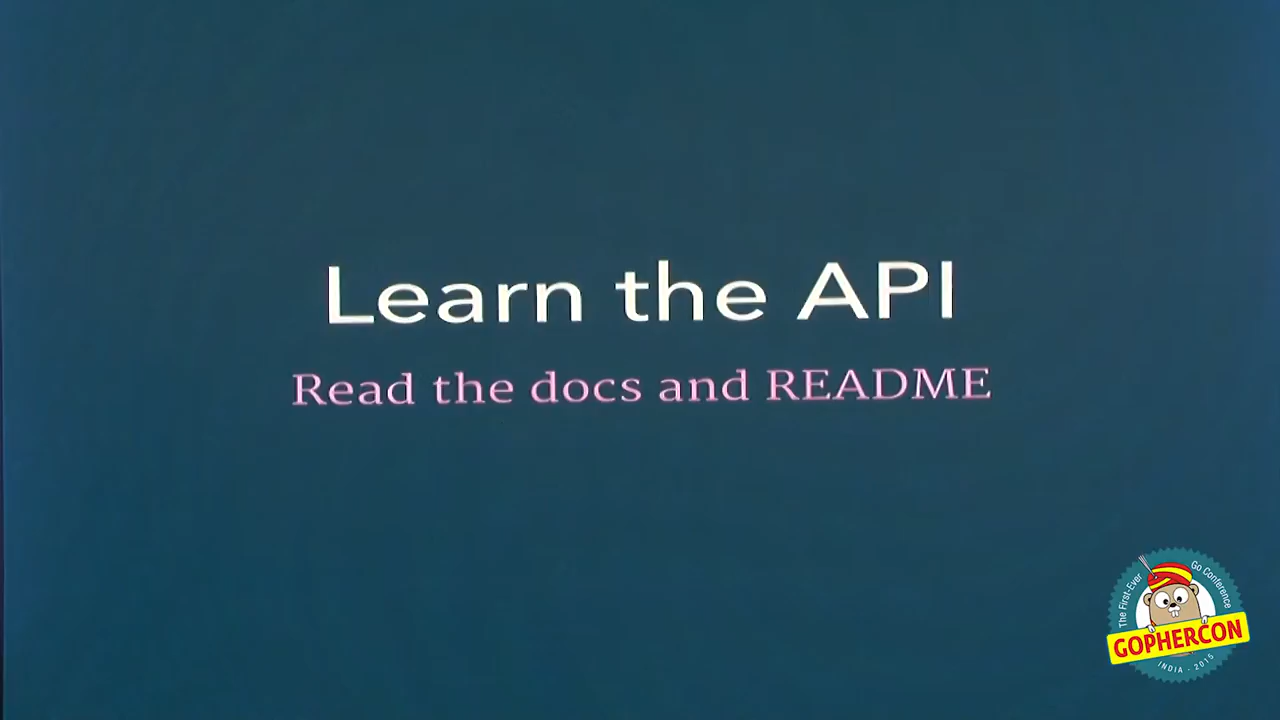 Learn the API
Read the docs and README
The First-Ever Go Conference
GOPHERCON
INDIA - 2015